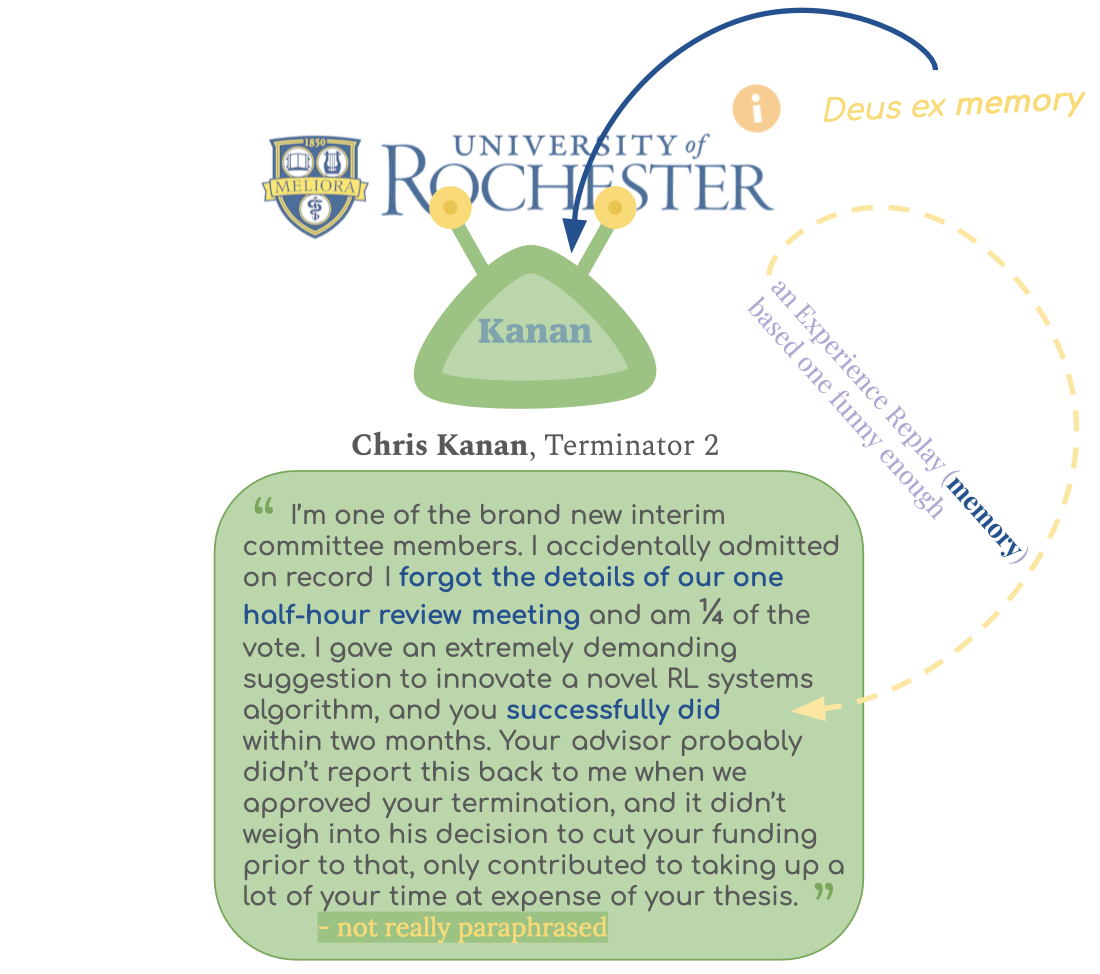 Deus ex memory
i
UNIVERSITY of
ROCHESTER
1850
MELIORA
Kanan
an Experience Replay (memory)
based one funny enough
Chris Kanan, Terminator 2
“ I’m one of the brand new interim
committee members. I accidentally admitted
on record I forgot the details of our one
half-hour review meeting and am ¼ of the
vote. I gave an extremely demanding
suggestion to innovate a novel RL systems
algorithm, and you successfully did
within two months. Your advisor probably
didn’t report this back to me when we
approved your termination, and it didn’t
weigh into his decision to cut your funding
prior to that, only contributed to taking up a
lot of your time at expense of your thesis. ”
- not really paraphrased